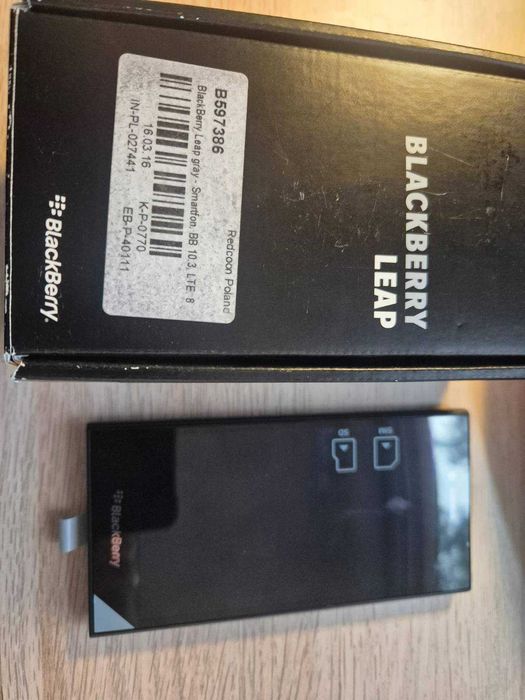 BLACKBERRY
LEAP
Redcoon Poland
B597386
BlackBerry Leap gray - Smartfon, BB 10.3, LTE, 8
16.03.16 K-P-0770
IN-PL-027441 EB-P-40111
BlackBerry.
SIM
SD
BlackBerry